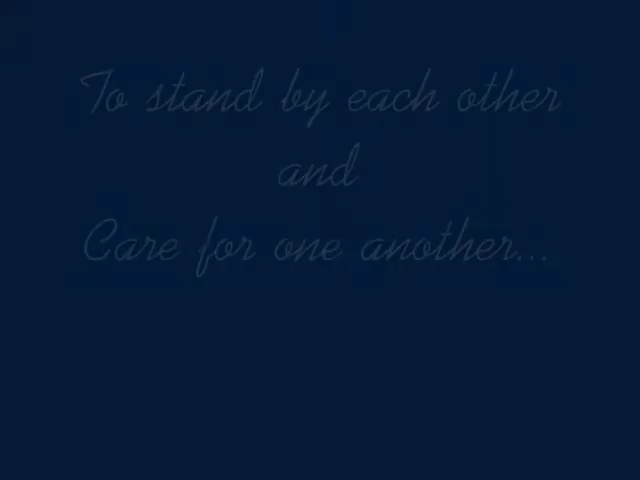 To stand by each other
and
Care for one another...